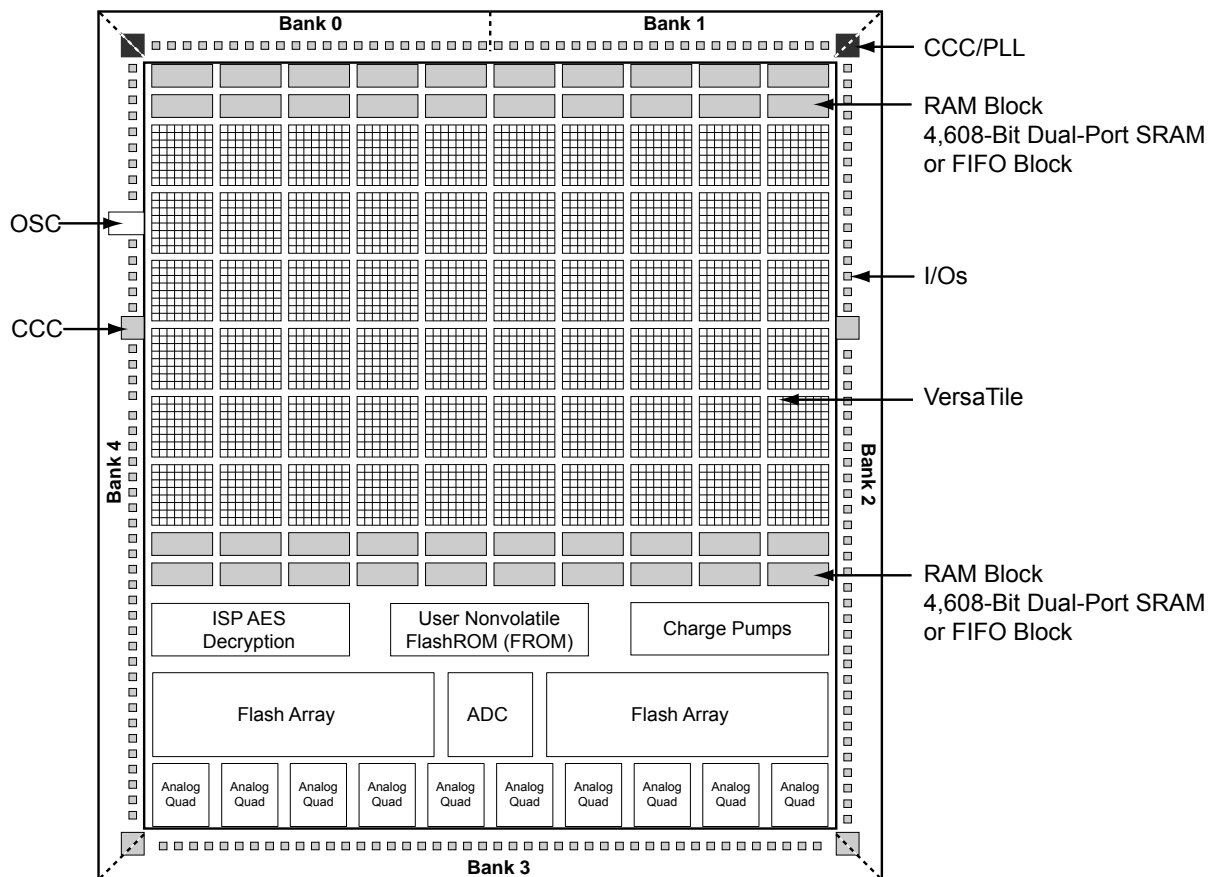 Bank 0
Bank 1
CCC/PLL
RAM Block
4,608-Bit Dual-Port SRAM
or FIFO Block
OSC
I/Os
CCC
VersaTile
Bank 4
Bank 2
RAM Block
4,608-Bit Dual-Port SRAM
or FIFO Block
ISP AES
Decryption
User Nonvolatile
FlashROM (FROM)
Charge Pumps
Flash Array
ADC
Flash Array
Analog
Quad
Analog
Quad
Analog
Quad
Analog
Quad
Analog
Quad
Analog
Quad
Analog
Quad
Analog
Quad
Analog
Quad
Analog
Quad
Bank 3